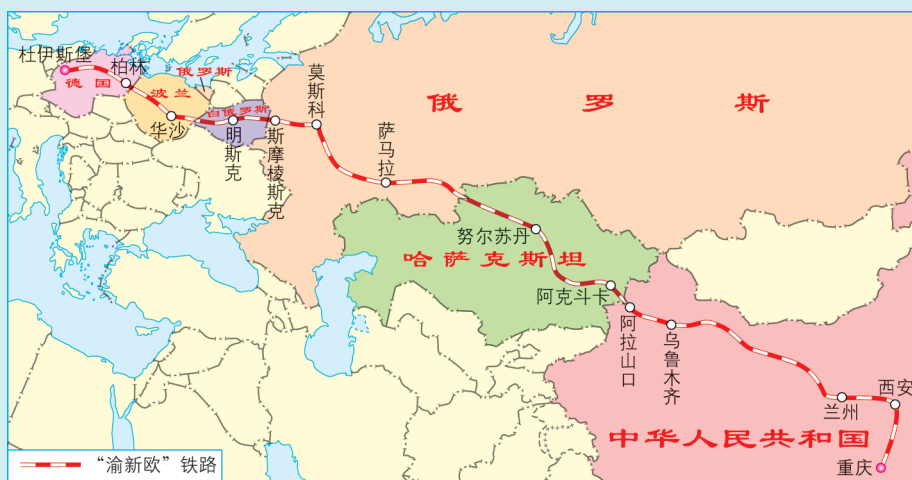 杜伊斯堡
柏林
俄罗斯
德国
波兰
白俄罗斯
华沙
明斯克
斯摩棱斯克
莫斯科
萨马拉
俄罗斯
努尔苏丹
哈萨克斯坦
阿克斗卡
阿拉山口
乌鲁木齐
兰州
西安
中华人民共和国
重庆
“渝新欧”铁路